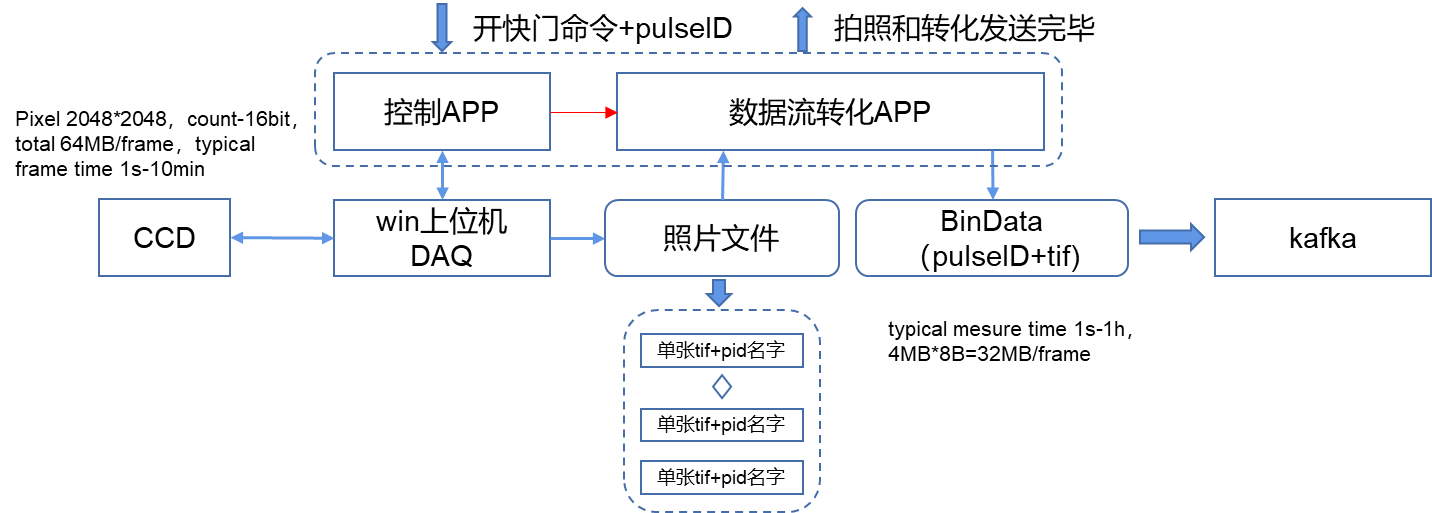 开快门命令+pulseID
拍照和转化发送完毕
控制APP
数据流转化APP
Pixel 2048*2048，count-16bit，
total 64MB/frame，typical
frame time 1s-10min
CCD
win上位机
DAQ
照片文件
BinData
（pulseID+tif)
kafka
typical mesure time 1s-1h，
4MB*8B=32MB/frame
单张tif+pid名字
单张tif+pid名字
单张tif+pid名字